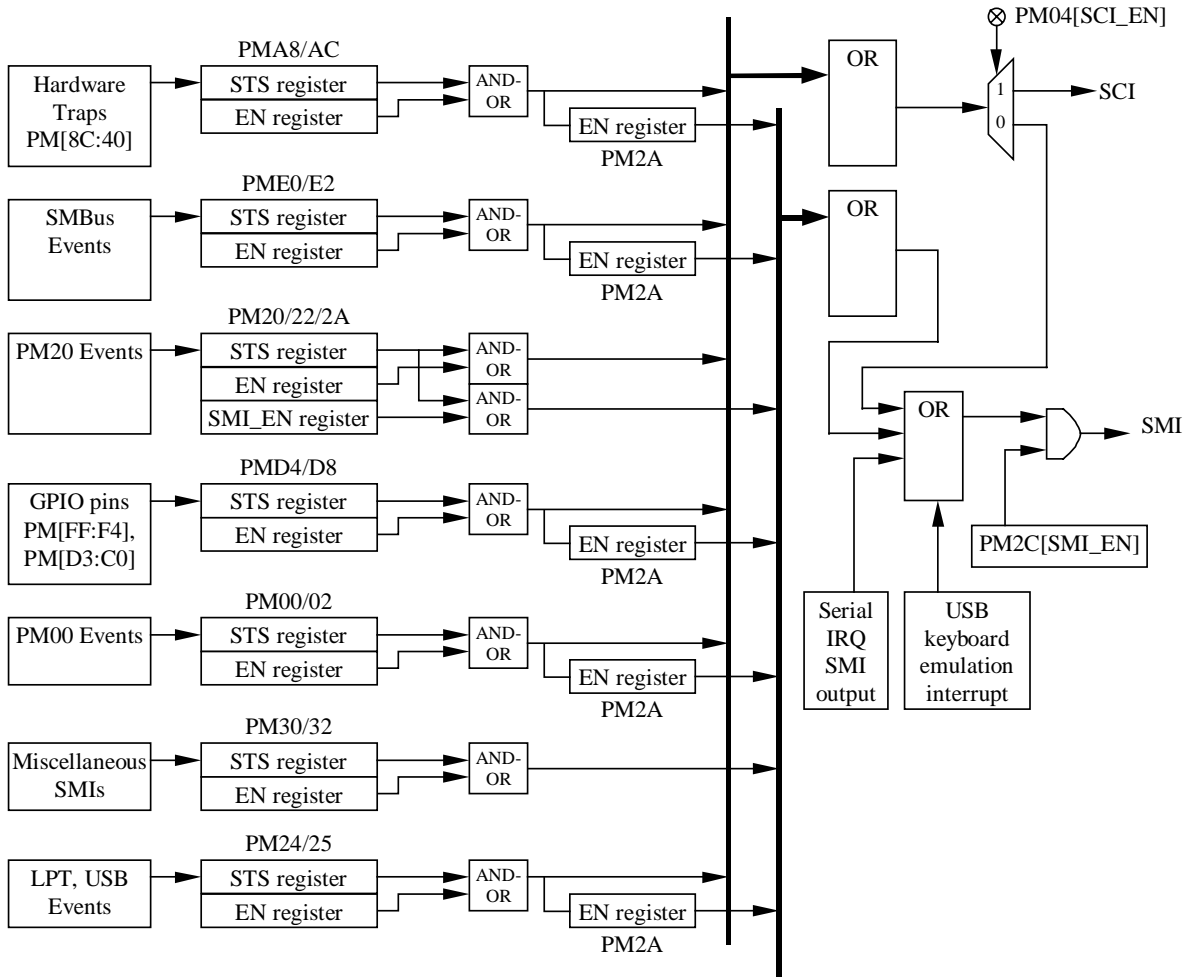 PMA8/AC
Hardware
Traps
PM[8C:40]
STS register
EN register
AND-
OR
EN register
PM2A
PME0/E2
SMBus
Events
STS register
EN register
AND-
OR
EN register
PM2A
PM20/22/2A
PM20 Events
STS register
EN register
SMI_EN register
AND-
OR
AND-
OR
PMD4/D8
GPIO pins
PM[FF:F4],
PM[D3:C0]
STS register
EN register
AND-
OR
EN register
PM2A
PM00/02
PM00 Events
STS register
EN register
AND-
OR
EN register
PM2A
PM30/32
Miscellaneous
SMIs
STS register
EN register
AND-
OR
PM24/25
LPT, USB
Events
STS register
EN register
AND-
OR
EN register
PM2A
OR
PM04[SCI_EN]
1
0
SCI
OR
OR
SMI
PM2C[SMI_EN]
Serial
IRQ
SMI
output
USB
keyboard
emulation
interrupt